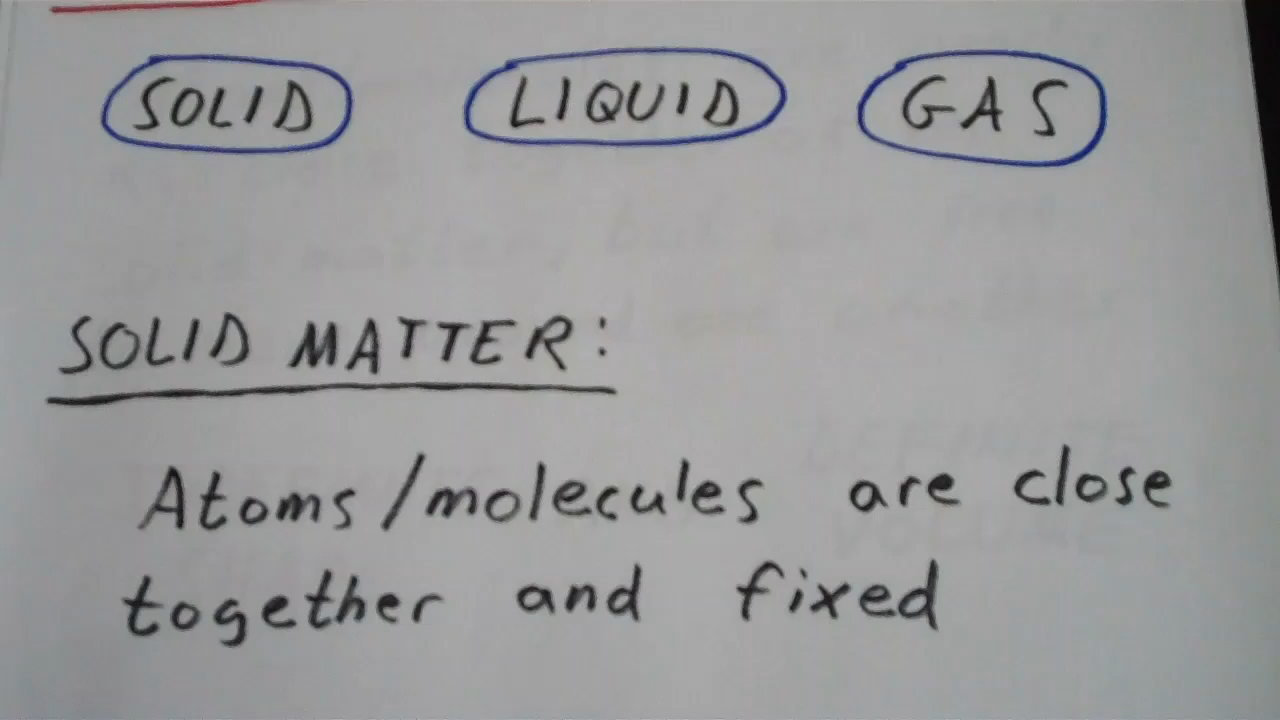 SOLID LIQUID GAS
SOLID MATTER:
Atoms/molecules are close
together and fixed